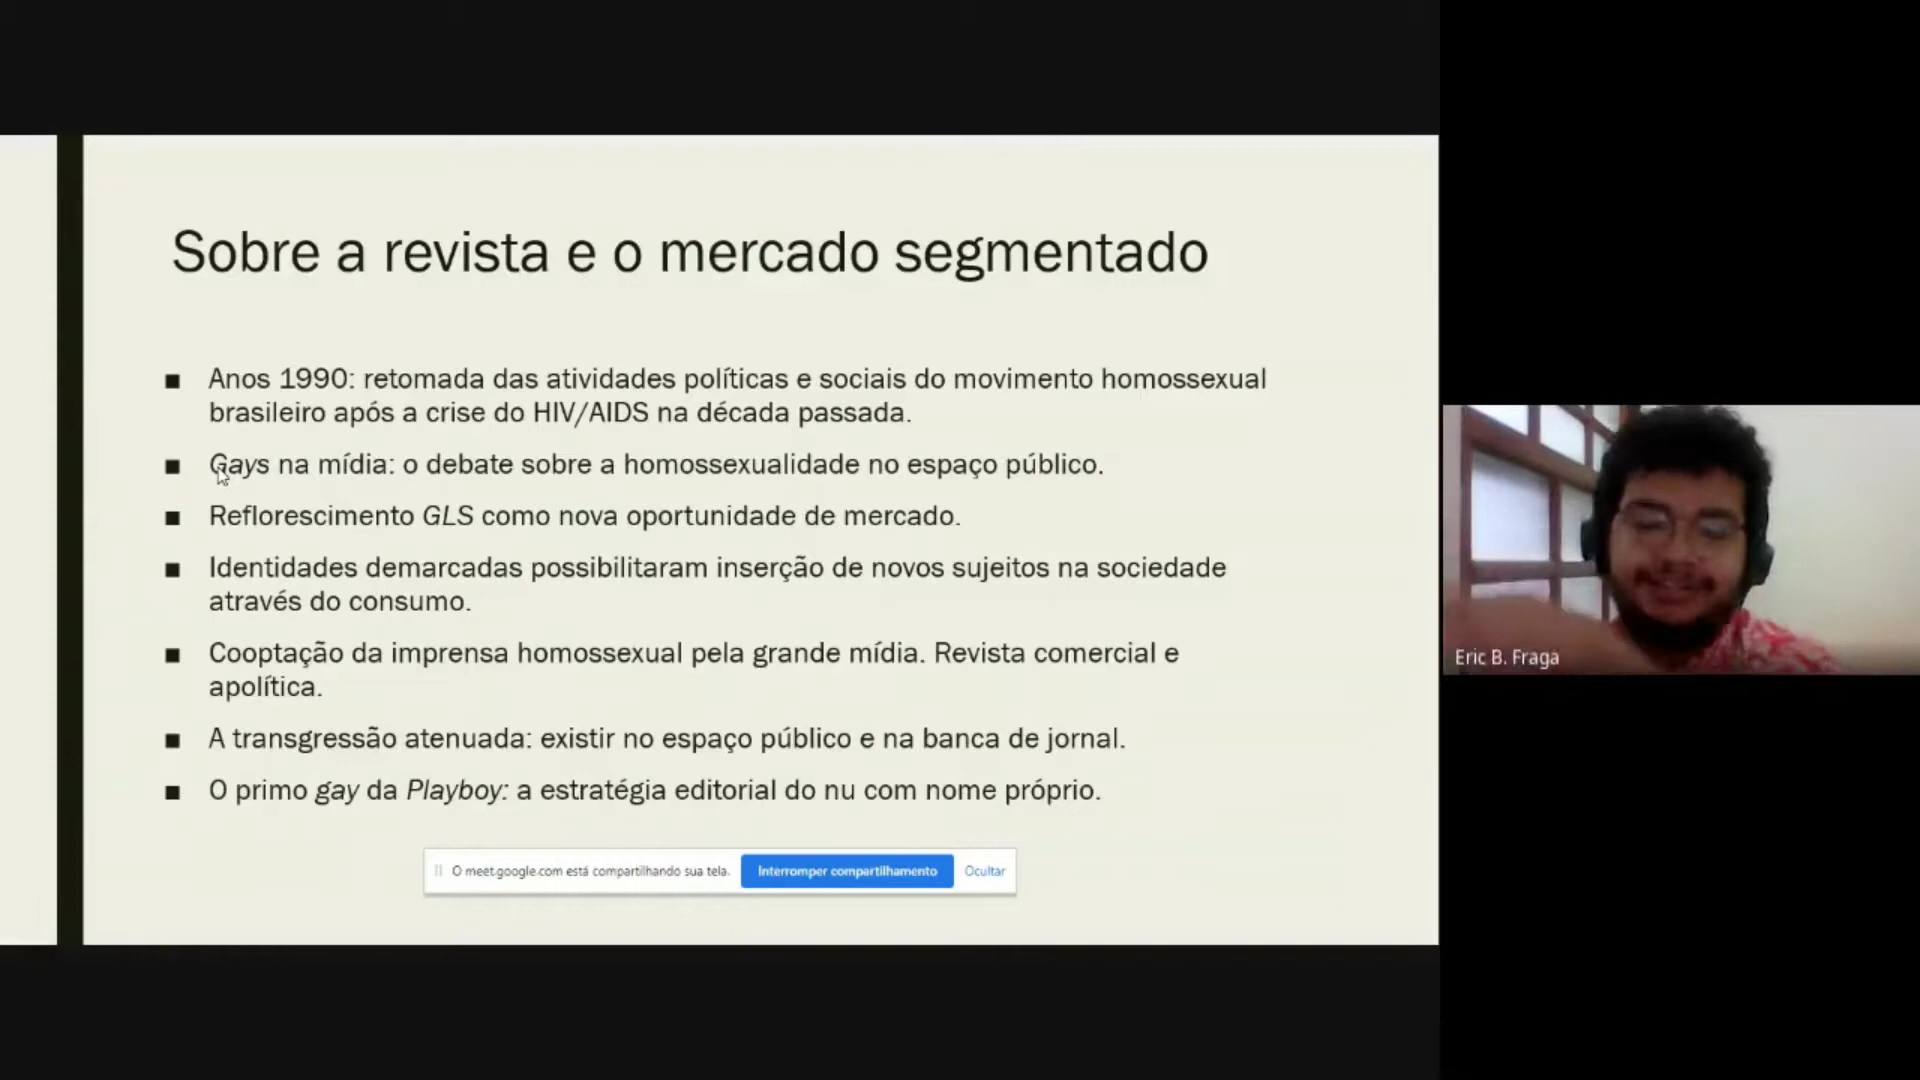 Sobre a revista e o mercado segmentado
■ Anos 1990: retomada das atividades políticas e sociais do movimento homossexual
brasileiro após a crise do HIV/AIDS na década passada.
■ Gays na mídia: o debate sobre a homossexualidade no espaço público.
■ Reflorescimento GLS como nova oportunidade de mercado.
■ Identidades demarcadas possibilitaram inserção de novos sujeitos na sociedade
através do consumo.
■ Cooptação da imprensa homossexual pela grande mídia. Revista comercial e
apolítica.
■ A transgressão atenuada: existir no espaço público e na banca de jornal.
■ O primo gay da Playboy: a estratégia editorial do nu com nome próprio.
O meet.google.com está compartilhando sua tela. Interromper compartilhamento Ocultar
Eric B. Fraga